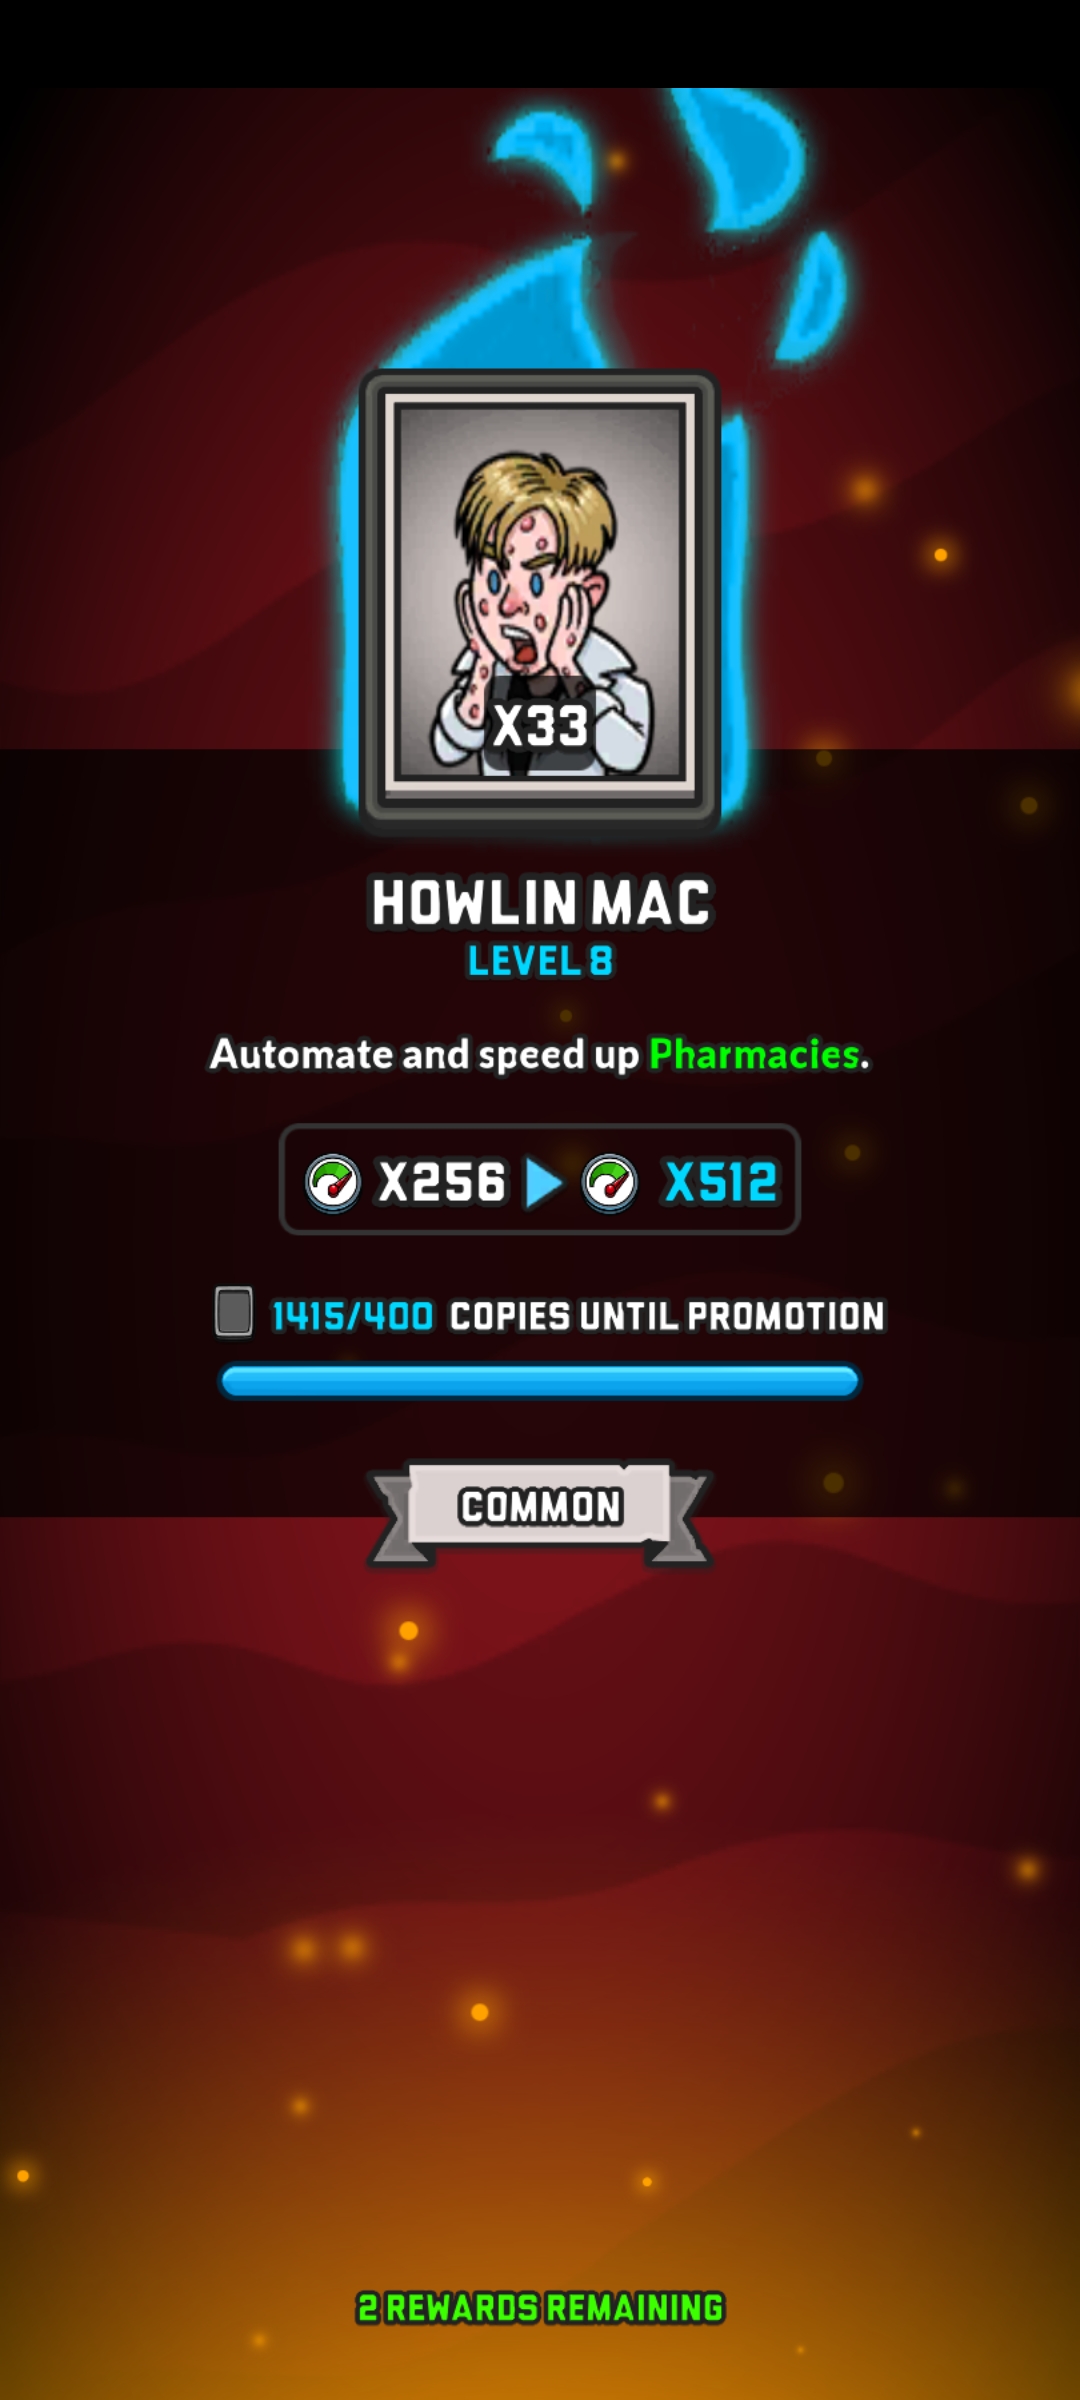 X33
HOWLIN MAC
LEVEL 8
Automate and speed up Pharmacies.
X256 X512
1415/400 COPIES UNTIL PROMOTION
COMMON
2 REWARDS REMAINING